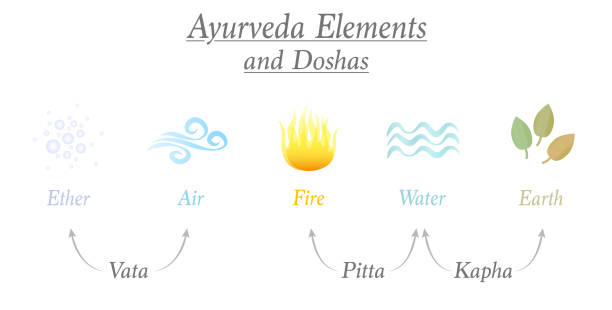 Ayurveda Elements
and Doshas
Ether Air Fire Water Earth
Vata Pitta Kapha